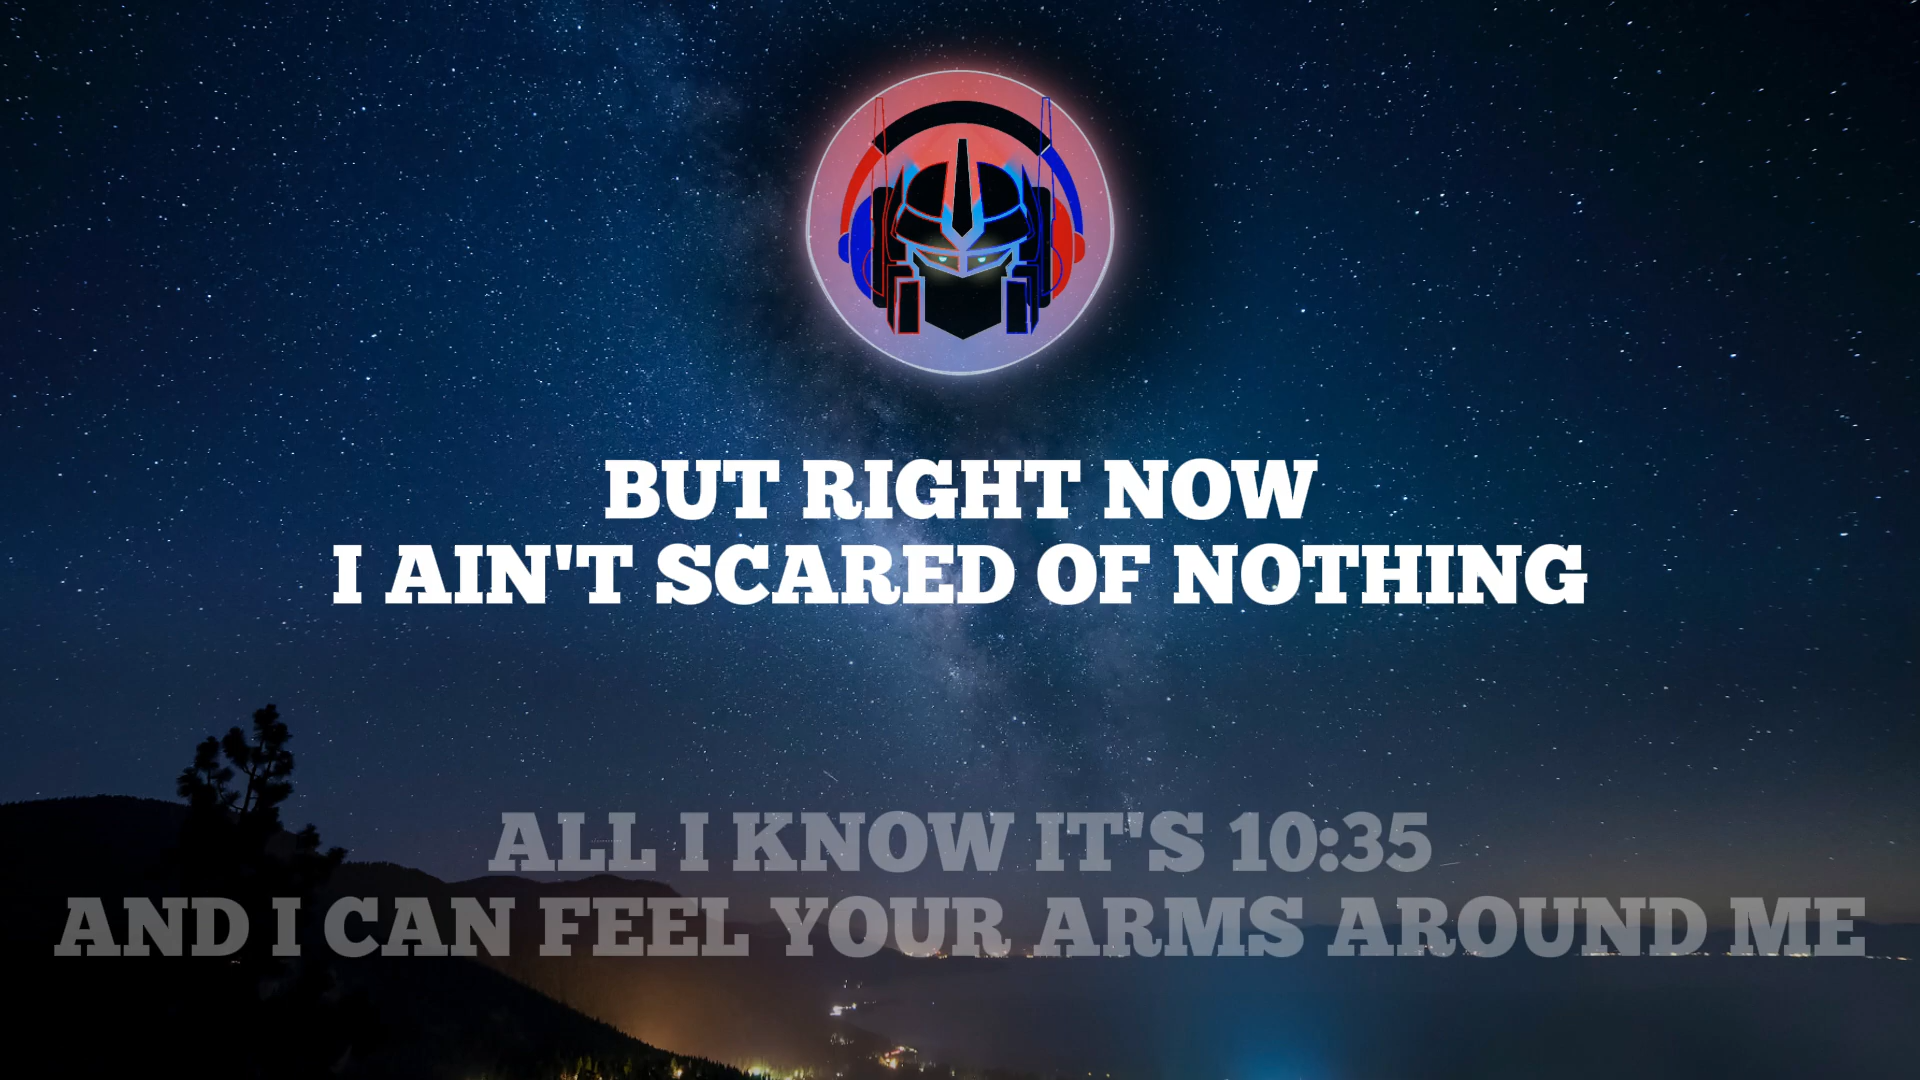 BUT RIGHT NOW
I AIN'T SCARED OF NOTHING
ALL I KNOW IT'S 10:35
AND I CAN FEEL YOUR ARMS AROUND ME